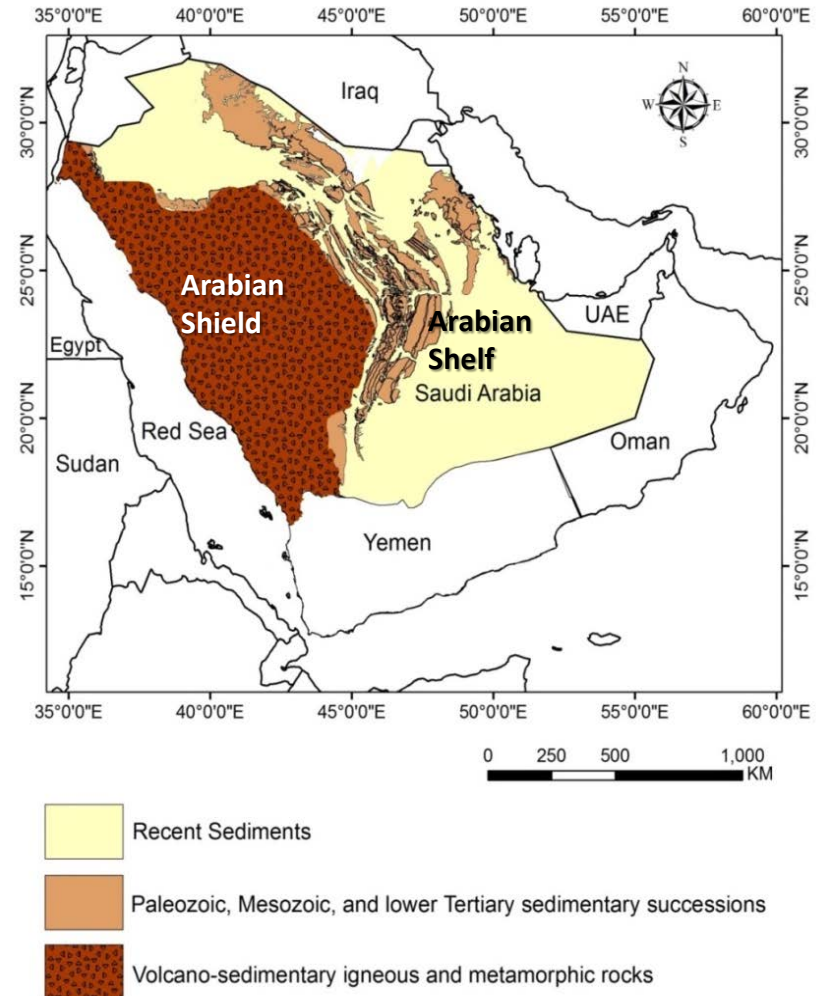 35°0'0"E 40°0'0"E 45°0'0"E 50°0'0"E 55°0'0"E 60°0'0"E
30°0'0"N
25°0'0"N
20°0'0"N
15°0'0"N
30°0'0"N
25°0'0"N
20°0'0"N
15°0'0"N
N
W E
S
Iraq
Arabian
Shield
UAE
Arabian
Shelf
Egypt
Saudi Arabia
Red Sea
Oman
Sudan
Yemen
35°0'0"E 40°0'0"E 45°0'0"E 50°0'0"E 55°0'0"E 60°0'0"E
0 250 500 1,000
KM
Recent Sediments
Paleozoic, Mesozoic, and lower Tertiary sedimentary successions
Volcano-sedimentary igneous and metamorphic rocks